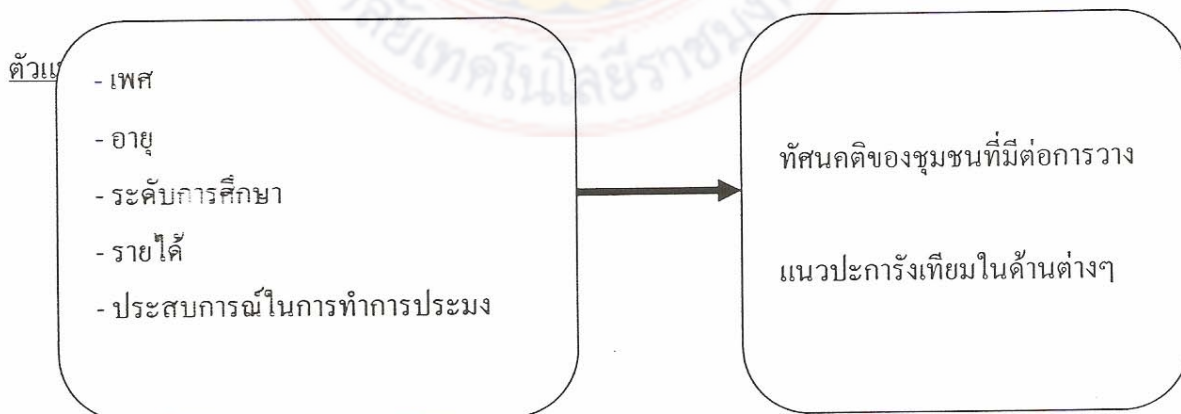 - เพศ
- อายุ
- ระดับการศึกษา
- รายได้
- ประสบการณ์ในการทำการประมง
ทัศนคติของชุมชนที่มีต่อการวาง
แนวปะการังเทียมในด้านต่างๆ